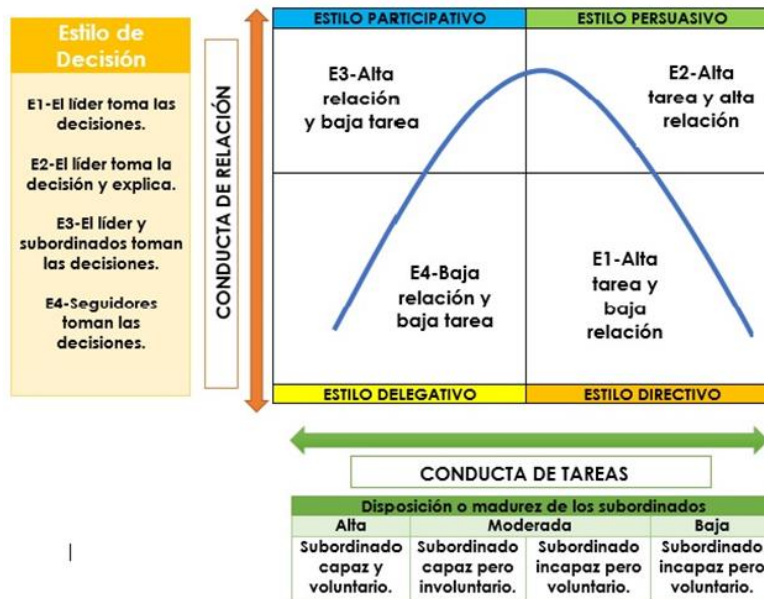 Estilo de
Decisión
E1-El líder toma las
decisiones.
E2-El líder toma la
decisión y explica.
E3-El líder y
subordinados toman
las decisiones.
E4-Seguidores
toman las
decisiones.
CONDUCTA DE RELACIÓN
ESTILO PARTICIPATIVO
ESTILO PERSUASIVO
E3-Alta
relación
y baja tarea
E2-Alta
tarea y alta
relación
E4-Baja
relación y
baja tarea
E1-Alta
tarea y
baja
relación
ESTILO DELEGATIVO
ESTILO DIRECTIVO
CONDUCTA DE TAREAS
Disposición o madurez de los subordinados
Alta
Moderada
Baja
Subordinado
capaz y
voluntario.
Subordinado
capaz pero
involuntario.
Subordinado
incapaz pero
voluntario.
Subordinado
incapaz pero
voluntario.